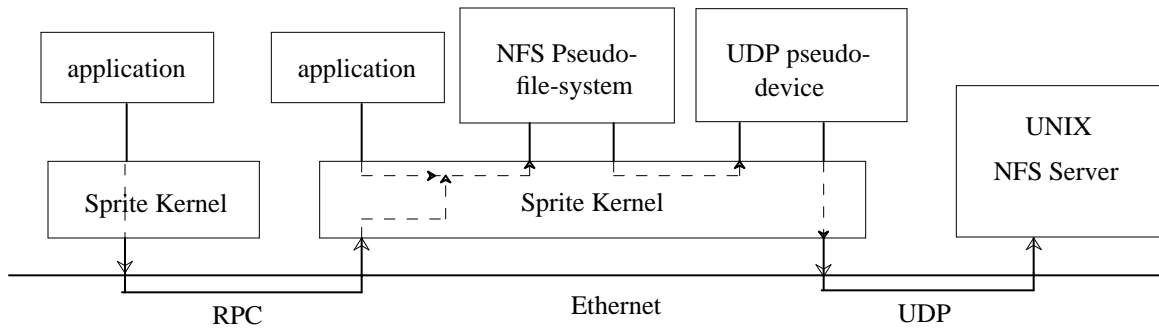 application
application
NFS Pseudo-
file-system
UDP pseudo-
device
UNIX
NFS Server
Sprite Kernel
Sprite Kernel
RPC
Ethernet
UDP